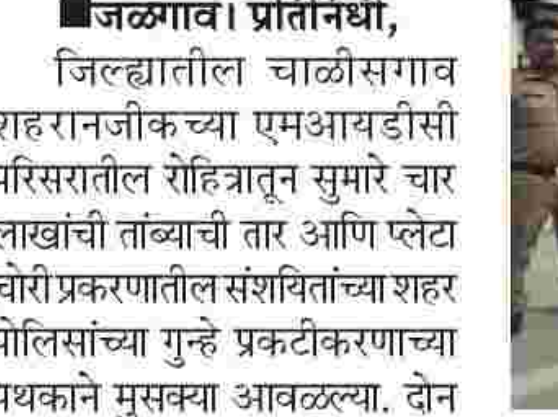 ■जळगाव। प्रतिनिधी,
जिल्ह्यातील चाळीसगाव
शहरानजीकच्या एमआयडीसी
परिसरातील रोहित्रातून सुमारे चार
लाखांची तांब्याची तार आणि प्लेटा
चोरी प्रकरणातील संशयितांच्या शहर
पोलिसांच्या गुन्हे प्रकटीकरणाच्या
पथकाने मुसक्या आवळल्या. दोन